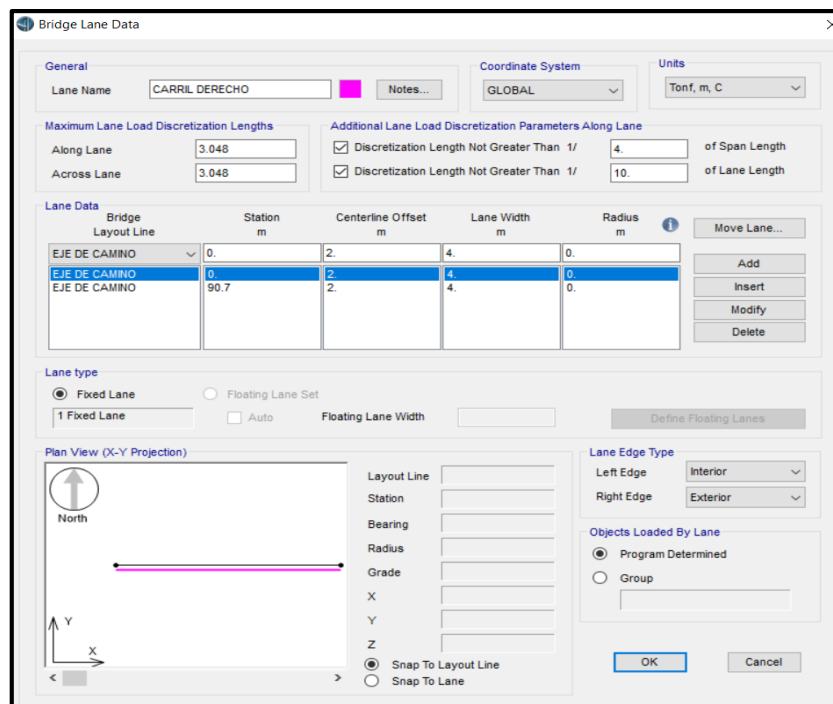 Bridge Lane Data
General
Lane Name CARRIL DERECHO Notes...
Coordinate System
GLOBAL
Units
Tonf, m, C
Maximum Lane Load Discretization Lengths
Along Lane 3.048
Across Lane 3.048
Additional Lane Load Discretization Parameters Along Lane
Discretization Length Not Greater Than 1/ 4. of Span Length
Discretization Length Not Greater Than 1/ 10. of Lane Length
Lane Data
Bridge Station Centerline Offset Lane Width Radius
Layout Line m m m m
EJE DE CAMINO 0. 2. 4. 0.
EJE DE CAMINO 0. 2. 4. 0.
EJE DE CAMINO 90.7 2. 4. 0.
Move Lane...
Add
Insert
Modify
Delete
Lane type
Fixed Lane Floating Lane Set
1 Fixed Lane Auto Floating Lane Width Define Floating Lanes
Plan View (X-Y Projection)
North
Y
X
Layout Line
Station
Bearing
Radius
Grade
X
Y
Z
Snap To Layout Line
Snap To Lane
Lane Edge Type
Left Edge Interior
Right Edge Exterior
Objects Loaded By Lane
Program Determined
Group
OK Cancel